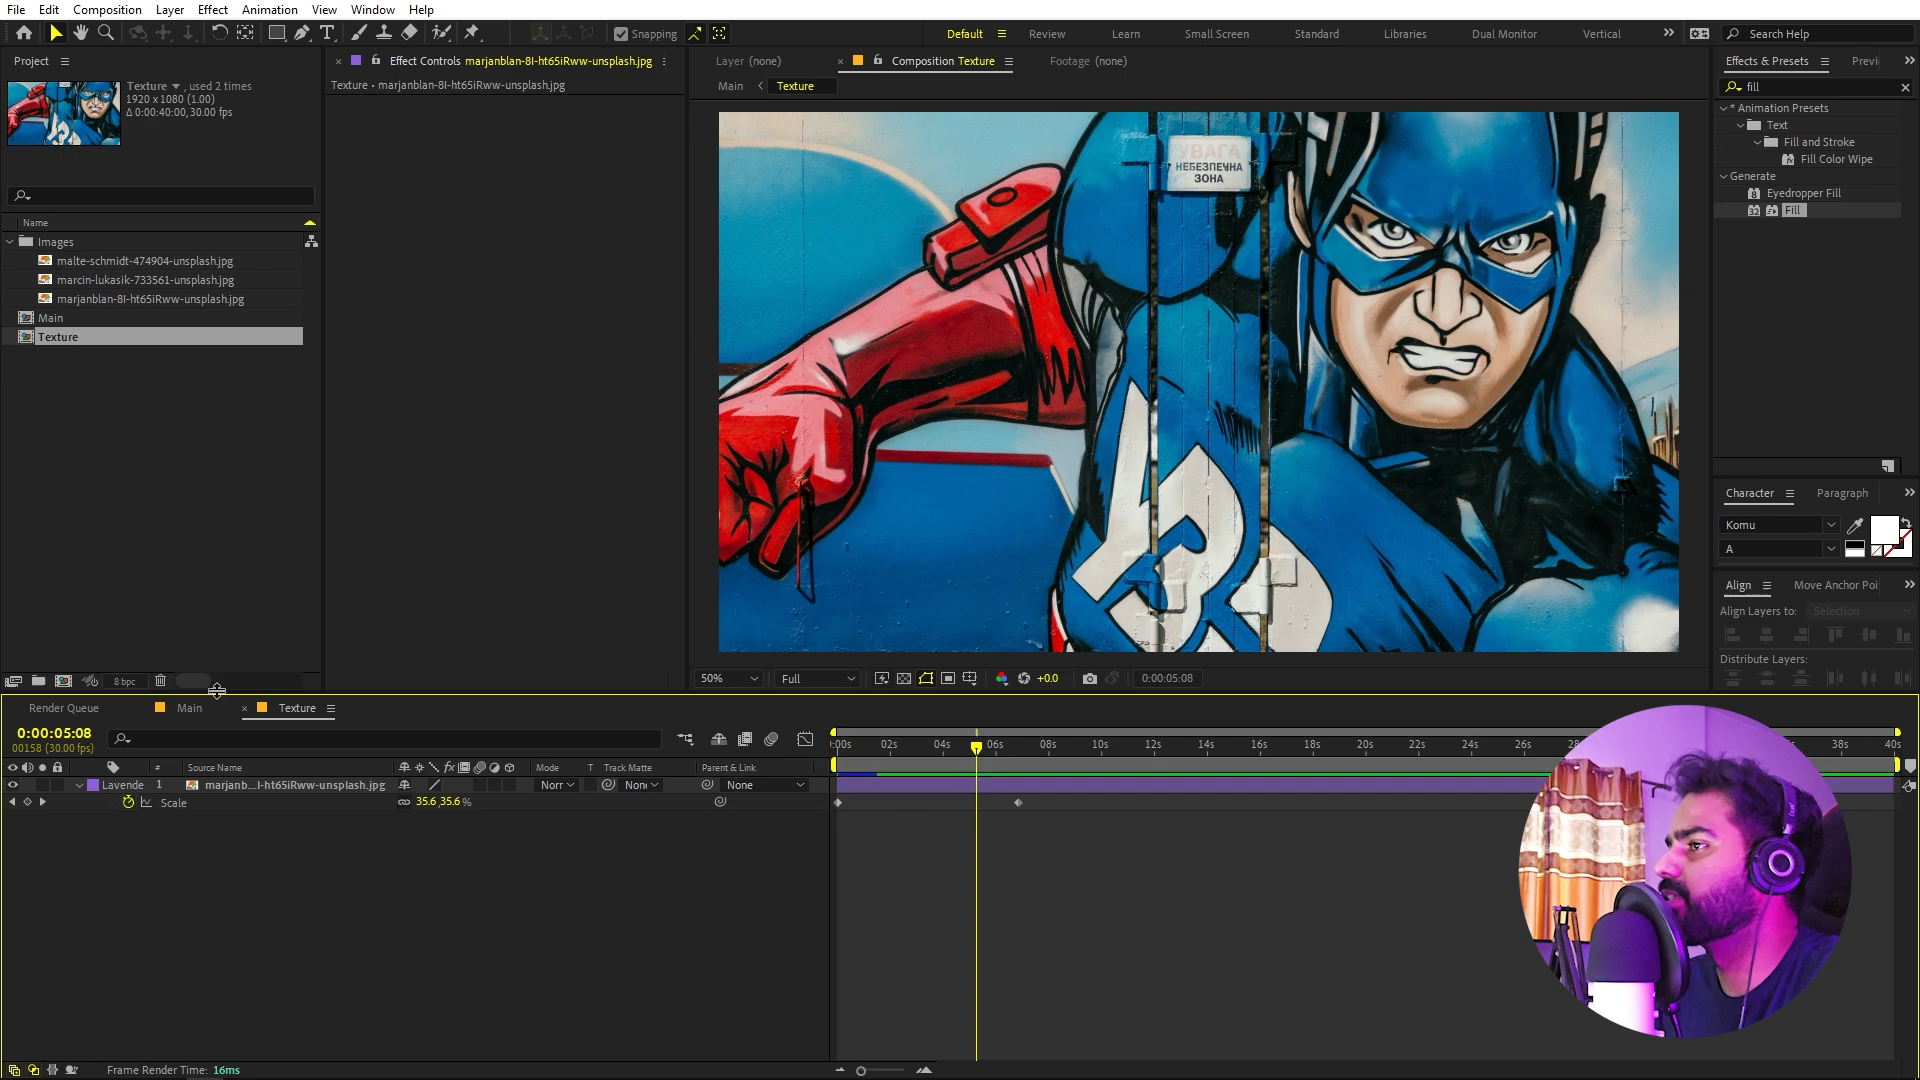 File Edit Composition Layer Effect Animation View Window Help
Snapping
Default Review Learn Small Screen Standard Libraries Dual Monitor Vertical
Search Help
Project
Texture , used 2 times
1920 x 1080 (1.00)
Δ 0:00:40:00, 30.00 fps
Name
Images
malte-schmidt-474904-unsplash.jpg
marcin-lukasik-733561-unsplash.jpg
marjanblan-8I-ht65iRww-unsplash.jpg
Main
Texture
8 bpc
Effect Controls marjanblan-8I-ht65iRww-unsplash.jpg
Texture • marjanblan-8I-ht65iRww-unsplash.jpg
Layer (none) Composition Texture Footage (none)
Main Texture
УВАГА
НЕБЕЗПЕЧНА
ЗОНА
50% Full +0.0 0:00:05:08
Effects & Presets Previ
fill
* Animation Presets
Text
Fill and Stroke
Fill Color Wipe
Generate
Eyedropper Fill
Fill
Character Paragraph
Komu
A
Align Move Anchor Poi
Align Layers to: Selection
Distribute Layers:
Render Queue Main Texture
0:00:05:08
00158 (30.00 fps)
# Source Name Mode T Track Matte Parent & Link
Lavende 1 marjanb...I-ht65iRww-unsplash.jpg Norr None None
Scale 35.6,35.6 %
:00s 02s 04s 06s 08s 10s 12s 14s 16s 18s 20s 22s 24s 26s 38s 40s
Frame Render Time: 16ms